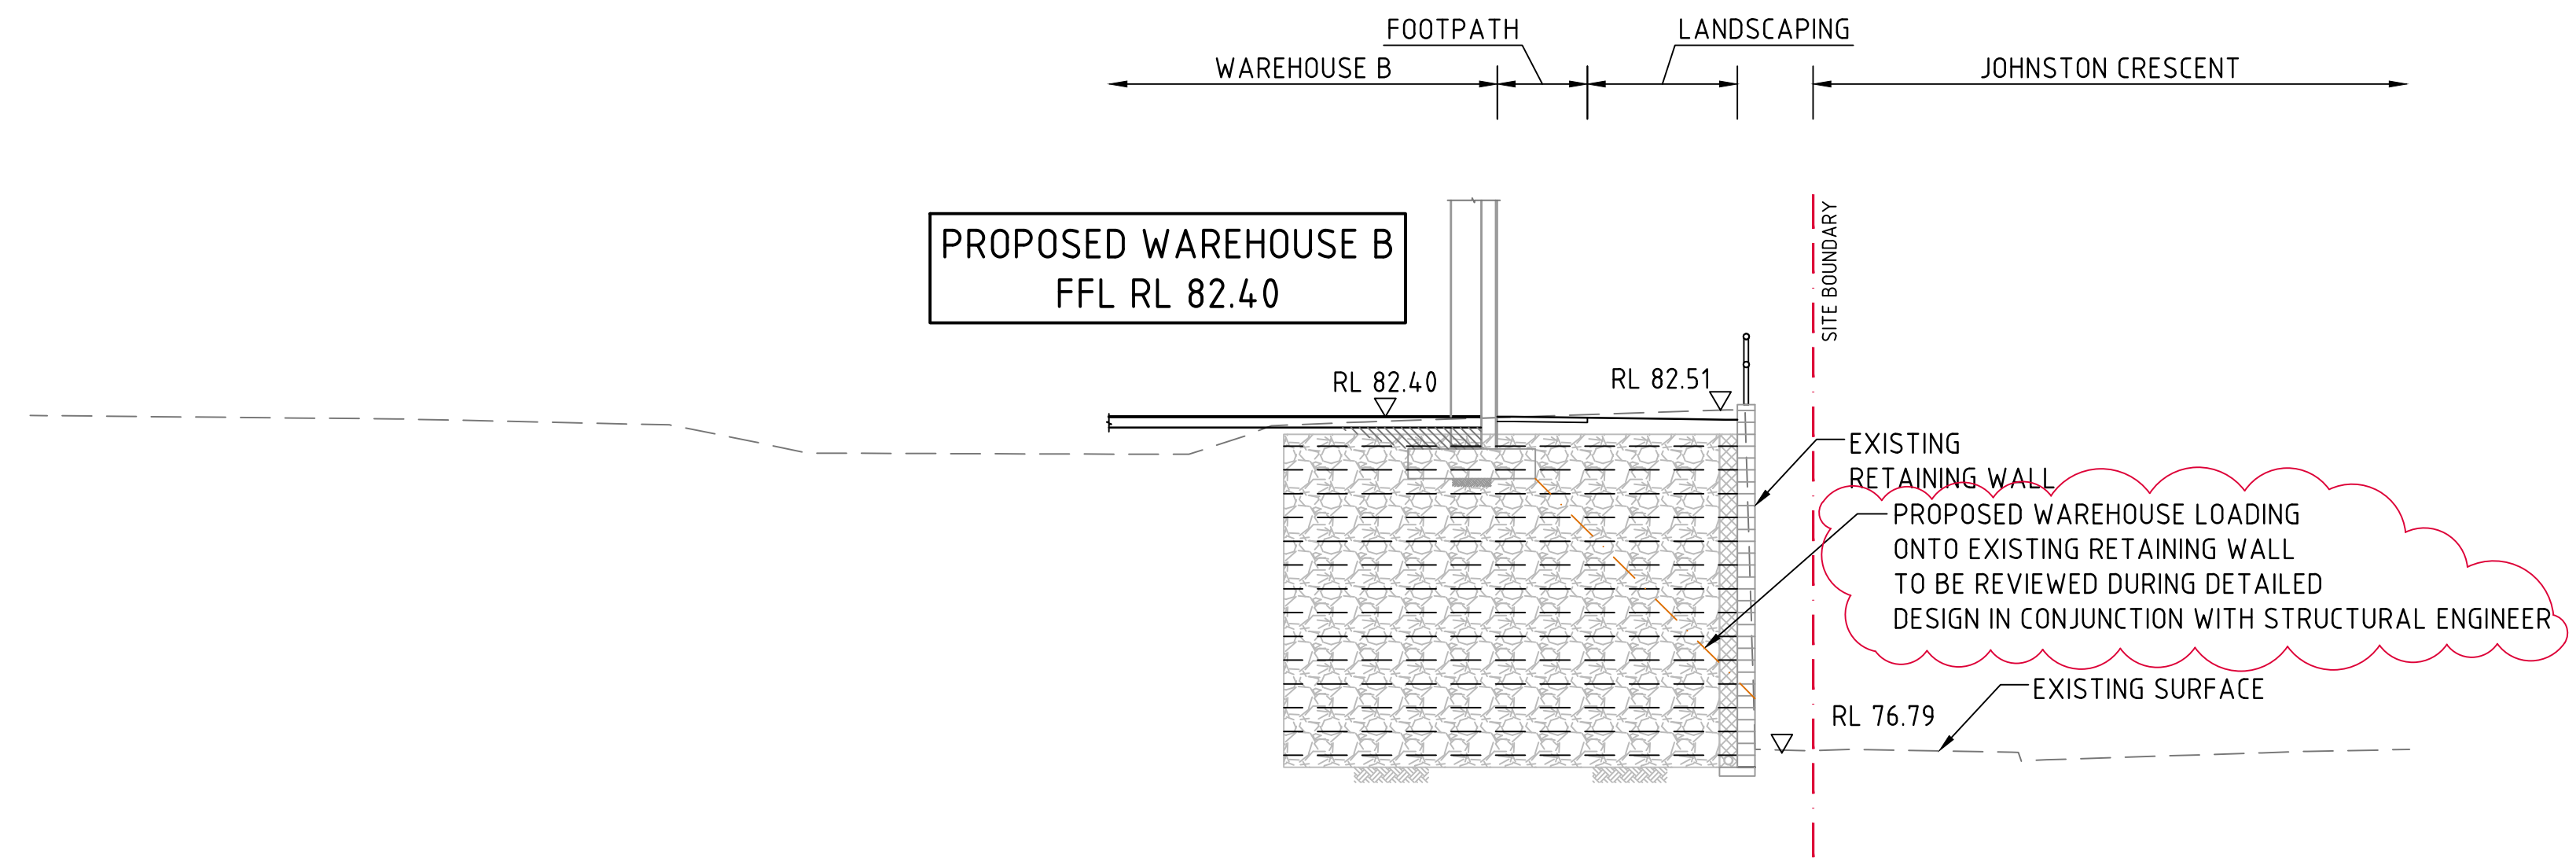 FOOTPATH
LANDSCAPING
WAREHOUSE B
JOHNSTON CRESCENT
SITE BOUNDARY
PROPOSED WAREHOUSE B
FFL RL 82.40
RL 82.40
RL 82.51
EXISTING
RETAINING WALL
PROPOSED WAREHOUSE LOADING
ONTO EXISTING RETAINING WALL
TO BE REVIEWED DURING DETAILED
DESIGN IN CONJUNCTION WITH STRUCTURAL ENGINEER
EXISTING SURFACE
RL 76.79